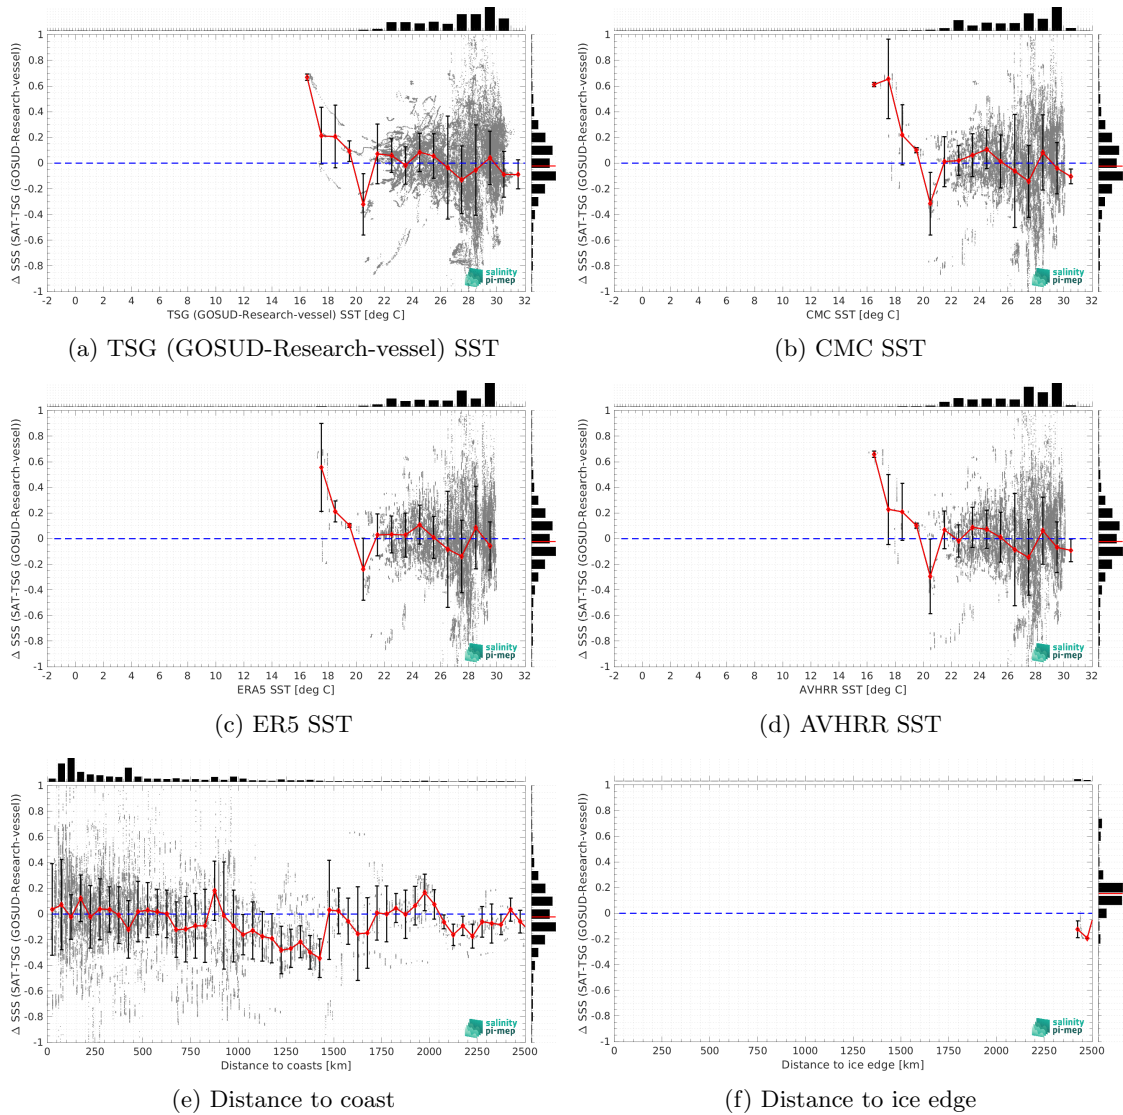 1
0.8
0.6
0.4
0.2
0
-0.2
-0.4
-0.6
-0.8
-1
Δ SSS (SAT-TSG (GOSUD-Research-vessel))
-2 0 2 4 6 8 10 12 14 16 18 20 22 24 26 28 30 32
TSG (GOSUD-Research-vessel) SST [deg C]
salinity
pi-mep
(a) TSG (GOSUD-Research-vessel) SST
1
0.8
0.6
0.4
0.2
0
-0.2
-0.4
-0.6
-0.8
-1
Δ SSS (SAT-TSG (GOSUD-Research-vessel))
-2 0 2 4 6 8 10 12 14 16 18 20 22 24 26 28 30 32
CMC SST [deg C]
salinity
pi-mep
(b) CMC SST
1
0.8
0.6
0.4
0.2
0
-0.2
-0.4
-0.6
-0.8
-1
Δ SSS (SAT-TSG (GOSUD-Research-vessel))
-2 0 2 4 6 8 10 12 14 16 18 20 22 24 26 28 30 32
ERA5 SST [deg C]
salinity
pi-mep
(c) ER5 SST
1
0.8
0.6
0.4
0.2
0
-0.2
-0.4
-0.6
-0.8
-1
Δ SSS (SAT-TSG (GOSUD-Research-vessel))
-2 0 2 4 6 8 10 12 14 16 18 20 22 24 26 28 30 32
AVHRR SST [deg C]
salinity
pi-mep
(d) AVHRR SST
1
0.8
0.6
0.4
0.2
0
-0.2
-0.4
-0.6
-0.8
-1
Δ SSS (SAT-TSG (GOSUD-Research-vessel))
0 250 500 750 1000 1250 1500 1750 2000 2250 2500
Distance to coasts [km]
salinity
pi-mep
(e) Distance to coast
1
0.8
0.6
0.4
0.2
0
-0.2
-0.4
-0.6
-0.8
-1
Δ SSS (SAT-TSG (GOSUD-Research-vessel))
0 250 500 750 1000 1250 1500 1750 2000 2250 2500
Distance to ice edge [km]
salinity
pi-mep
(f) Distance to ice edge